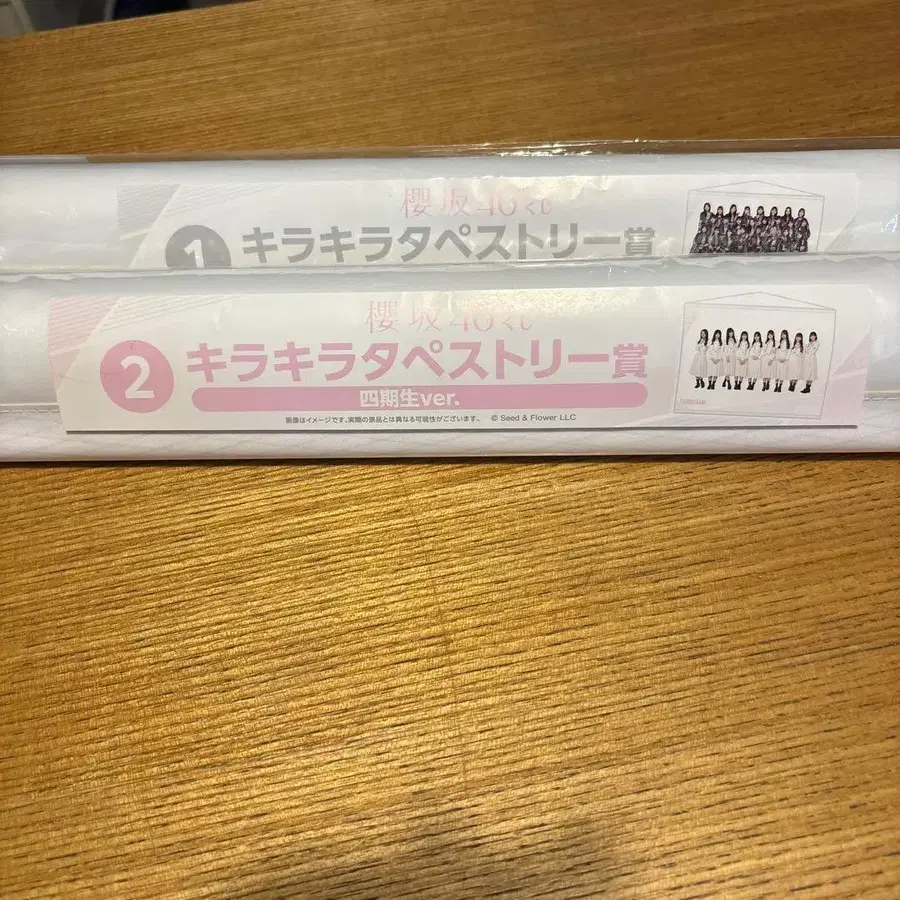 櫻坂46くじ
1 キラキラタペストリー賞
櫻坂46くじ
2 キラキラタペストリー賞
四期生ver.
画像はイメージです。実際の景品とは異なる可能性がございます。 © Seed & Flower LLC